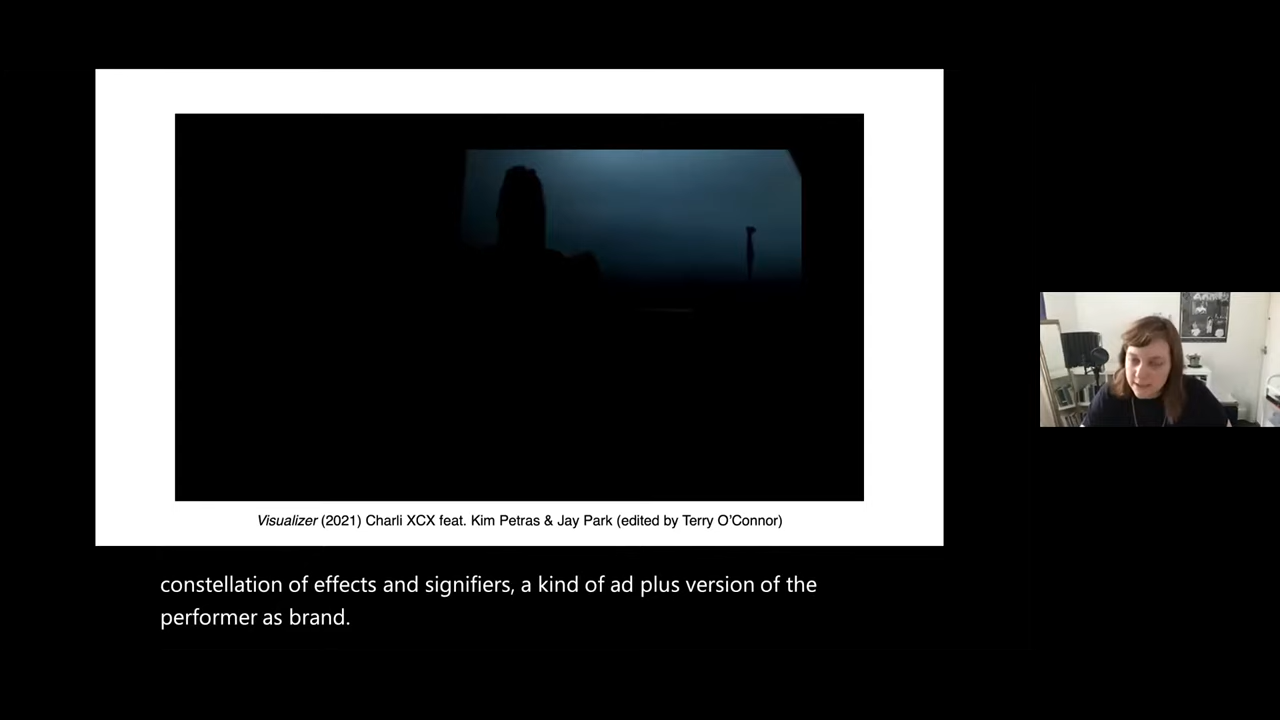 Visualizer (2021) Charli XCX feat. Kim Petras & Jay Park (edited by Terry O'Connor)
constellation of effects and signifiers, a kind of ad plus version of the
performer as brand.